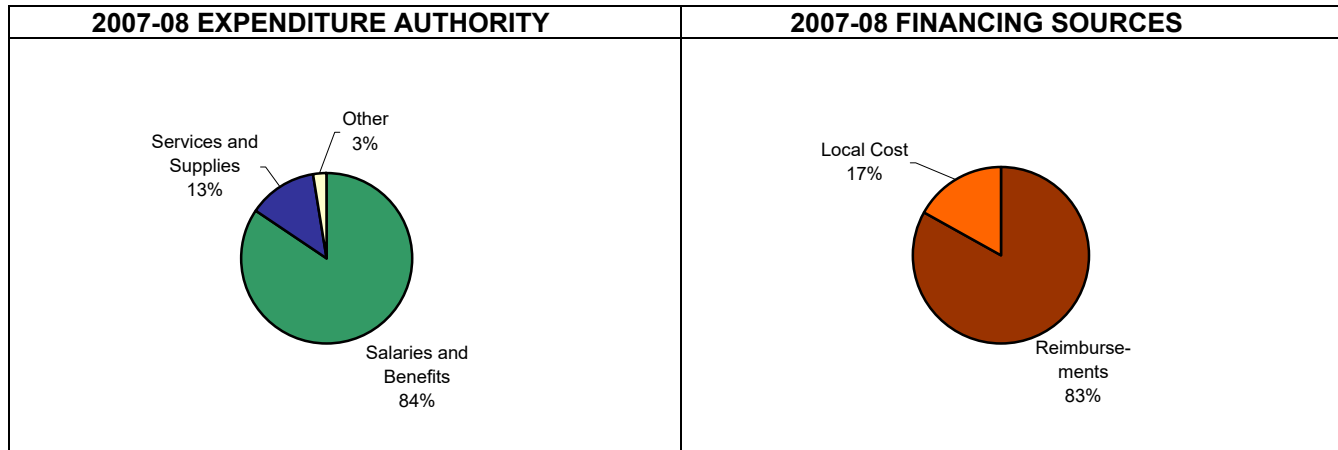 2007-08 EXPENDITURE AUTHORITY
Other
3%
Services and
Supplies
13%
Salaries and
Benefits
84%
2007-08 FINANCING SOURCES
Local Cost
17%
Reimburse-
ments
83%